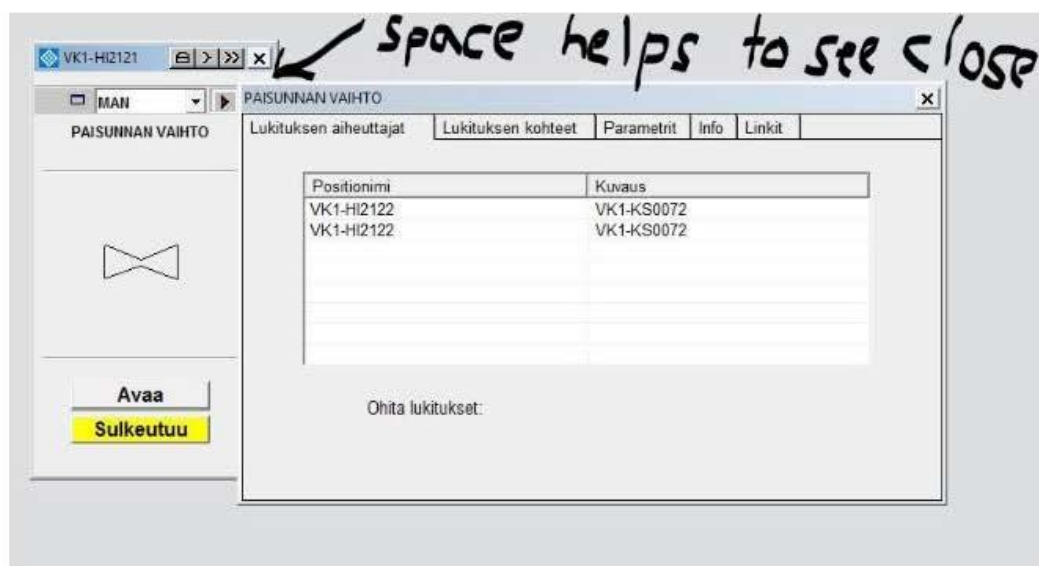 space helps to see close
VK1-HI2121
MAN
PAISUNNAN VAIHTO
PAISUNNAN VAIHTO
Lukituksen aiheuttajat Lukituksen kohteet Parametrit Info Linkit
Positionimi Kuvaus
VK1-HI2122 VK1-KS0072
VK1-HI2122 VK1-KS0072
Avaa
Sulkeutuu
Ohita lukitukset: